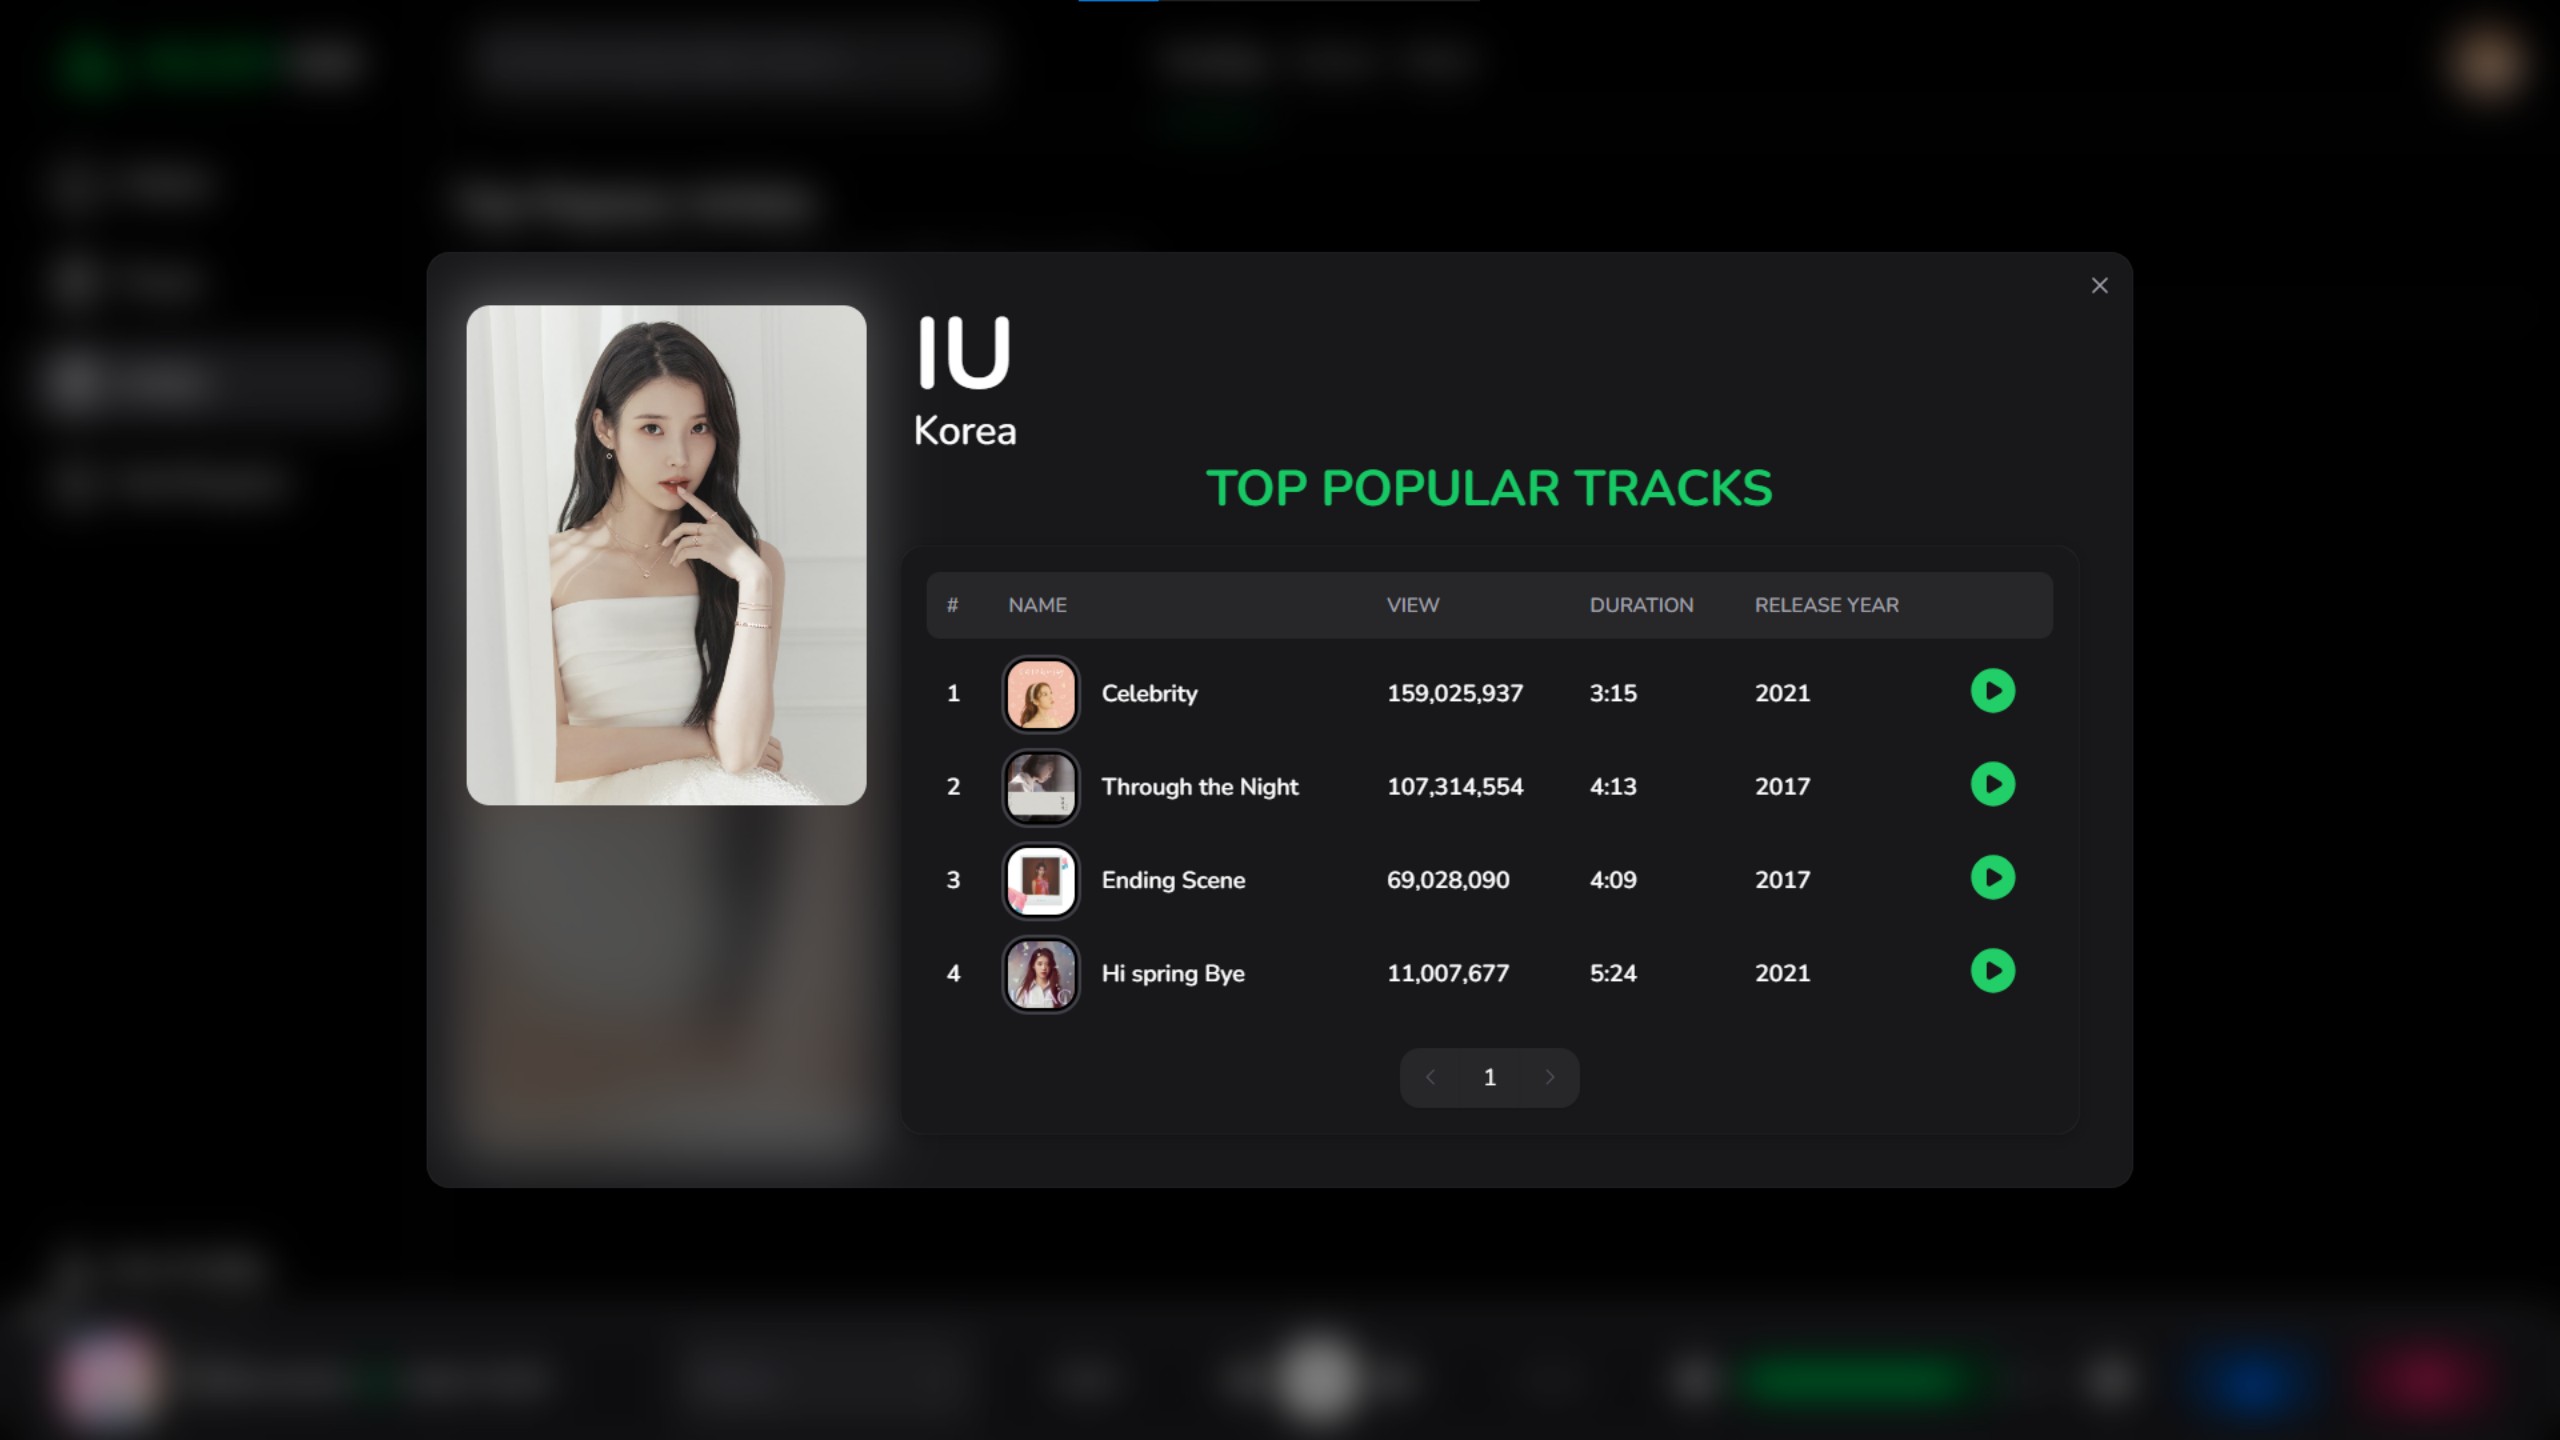 IU
Korea
TOP POPULAR TRACKS
# NAME VIEW DURATION RELEASE YEAR
1 Celebrity 159,025,937 3:15 2021
2 Through the Night 107,314,554 4:13 2017
3 Ending Scene 69,028,090 4:09 2017
4 Hi spring Bye 11,007,677 5:24 2021
1